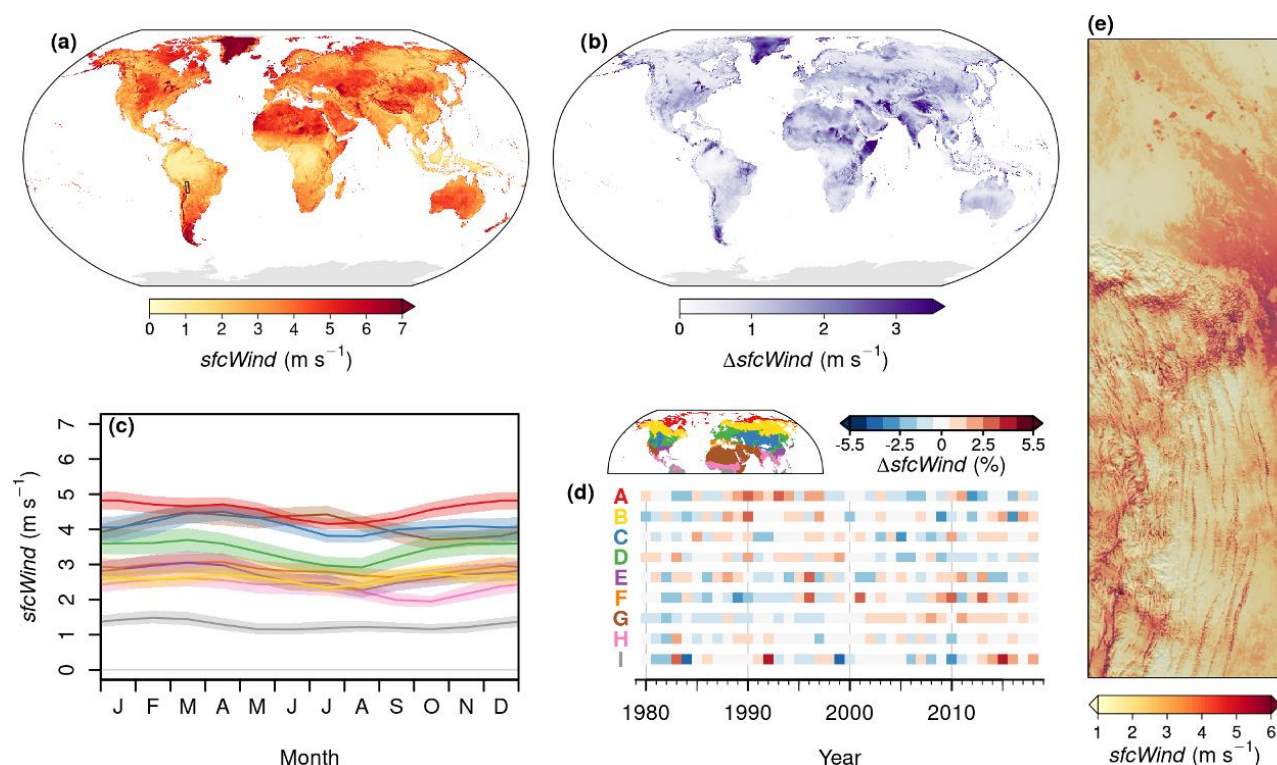 (a)
0 1 2 3 4 5 6 7
sfcWind (m s⁻¹)
(b)
0 1 2 3
ΔsfcWind (m s⁻¹)
(c)
7
6
5
4
3
2
1
0
sfcWind (m s⁻¹)
J F M A M J J A S O N D
Month
-5.5 -2.5 0 2.5 5.5
ΔsfcWind (%)
(d)
A
B
C
D
E
F
G
H
I
1980 1990 2000 2010
Year
(e)
1 2 3 4 5 6
sfcWind (m s⁻¹)